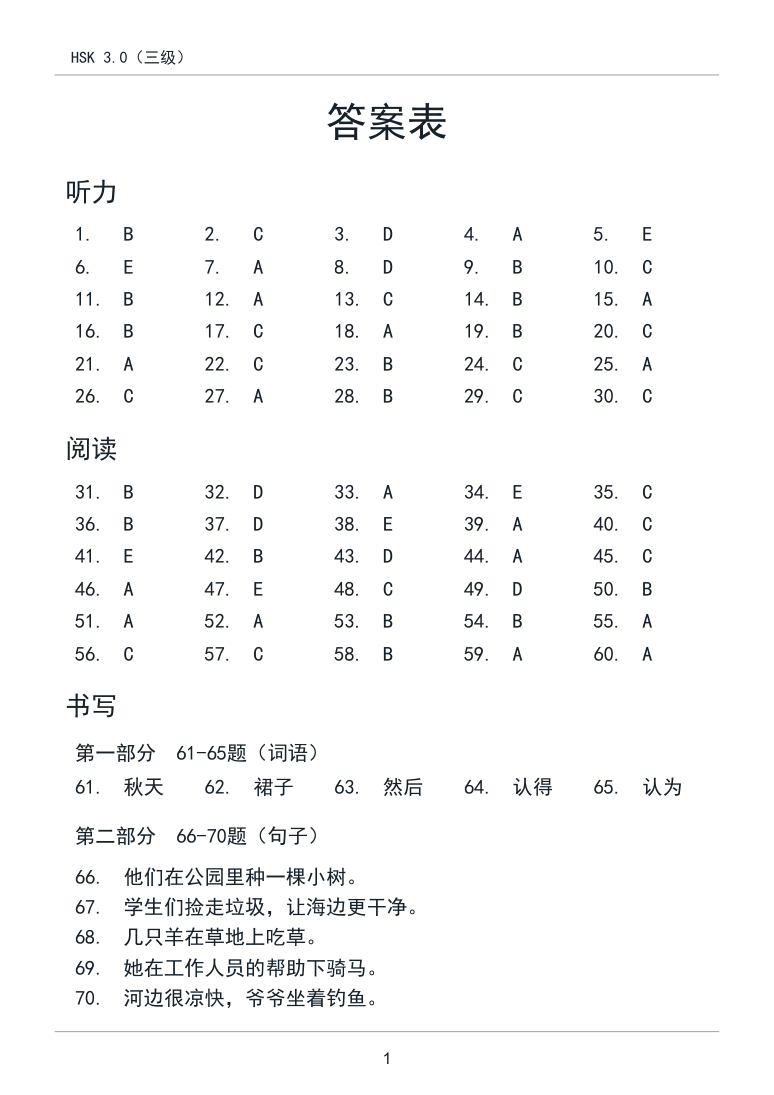 HSK 3.0（三级）
答案表
听力
1. B 2. C 3. D 4. A 5. E
6. E 7. A 8. D 9. B 10. C
11. B 12. A 13. C 14. B 15. A
16. B 17. C 18. A 19. B 20. C
21. A 22. C 23. B 24. C 25. A
26. C 27. A 28. B 29. C 30. C
阅读
31. B 32. D 33. A 34. E 35. C
36. B 37. D 38. E 39. A 40. C
41. E 42. B 43. D 44. A 45. C
46. A 47. E 48. C 49. D 50. B
51. A 52. A 53. B 54. B 55. A
56. C 57. C 58. B 59. A 60. A
书写
第一部分 61-65题（词语）
61. 秋天 62. 裙子 63. 然后 64. 认得 65. 认为
第二部分 66-70题（句子）
66. 他们在公园里种一棵小树。
67. 学生们捡走垃圾，让海边更干净。
68. 几只羊在草地上吃草。
69. 她在工作人员的帮助下骑马。
70. 河边很凉快，爷爷坐着钓鱼。
1